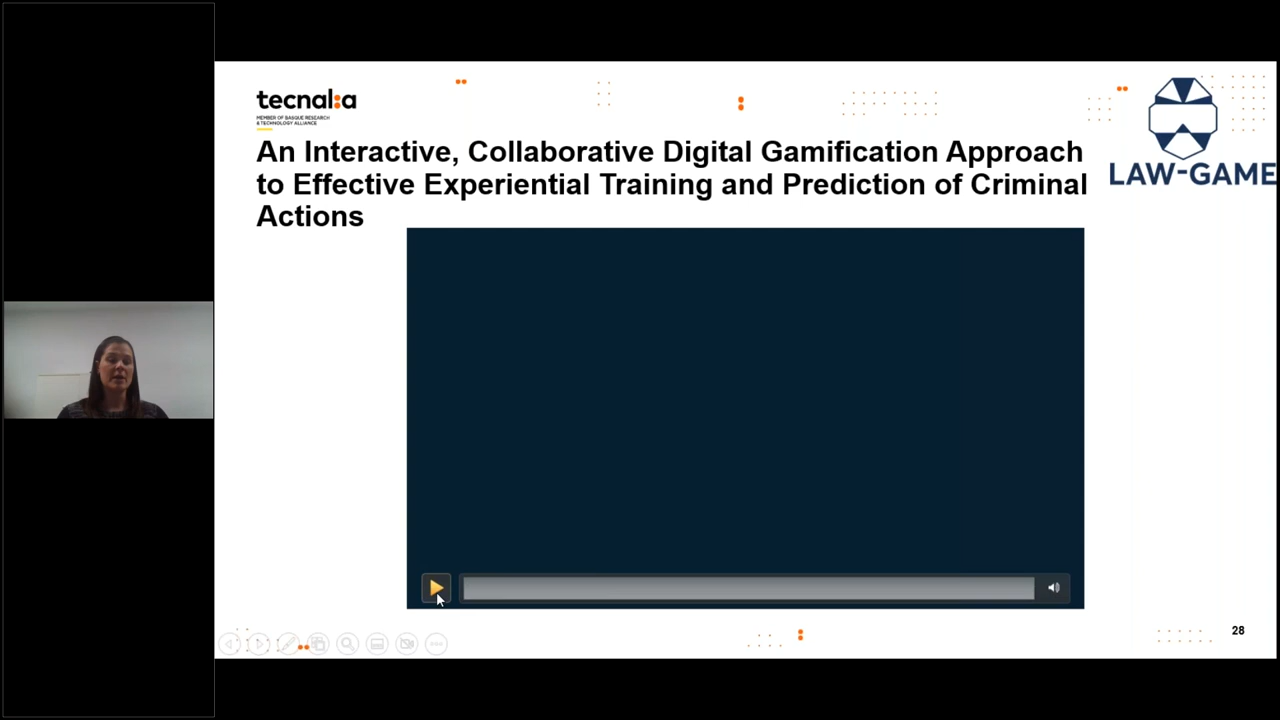 tecnal:a
MEMBER OF BASQUE RESEARCH
& TECHNOLOGY ALLIANCE
An Interactive, Collaborative Digital Gamification Approach
to Effective Experiential Training and Prediction of Criminal
Actions
LAW-GAME
28